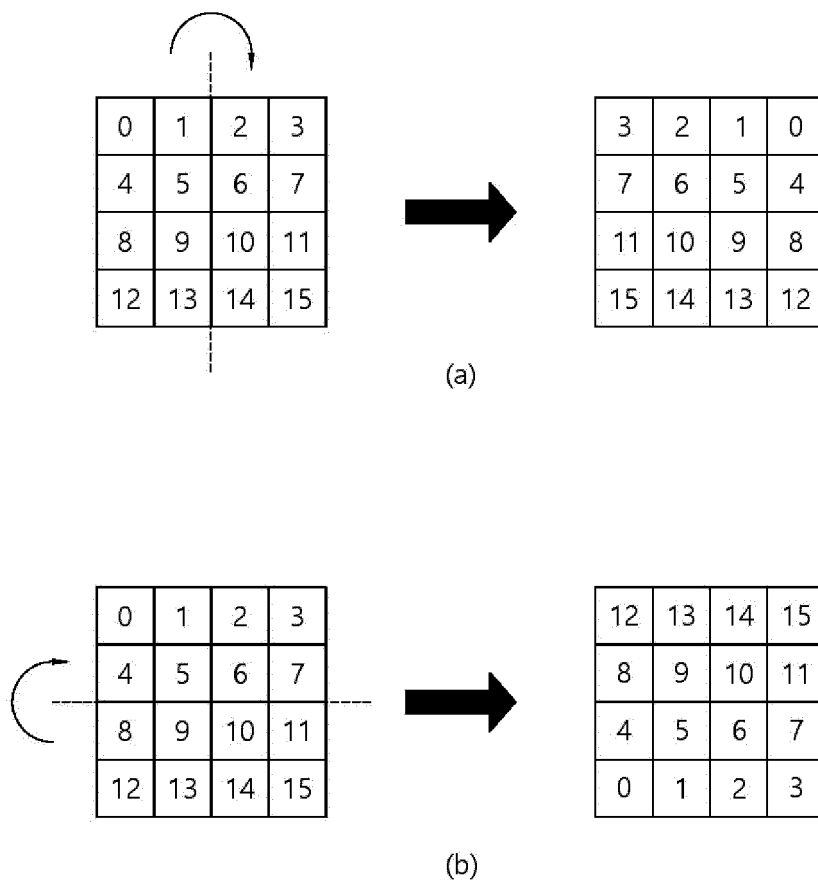 0 1 2 3 3 2 1 0
4 5 6 7 7 6 5 4
8 9 10 11 11 10 9 8
12 13 14 15 15 14 13 12
(a)
0 1 2 3 12 13 14 15
4 5 6 7 8 9 10 11
8 9 10 11 4 5 6 7
12 13 14 15 0 1 2 3
(b)